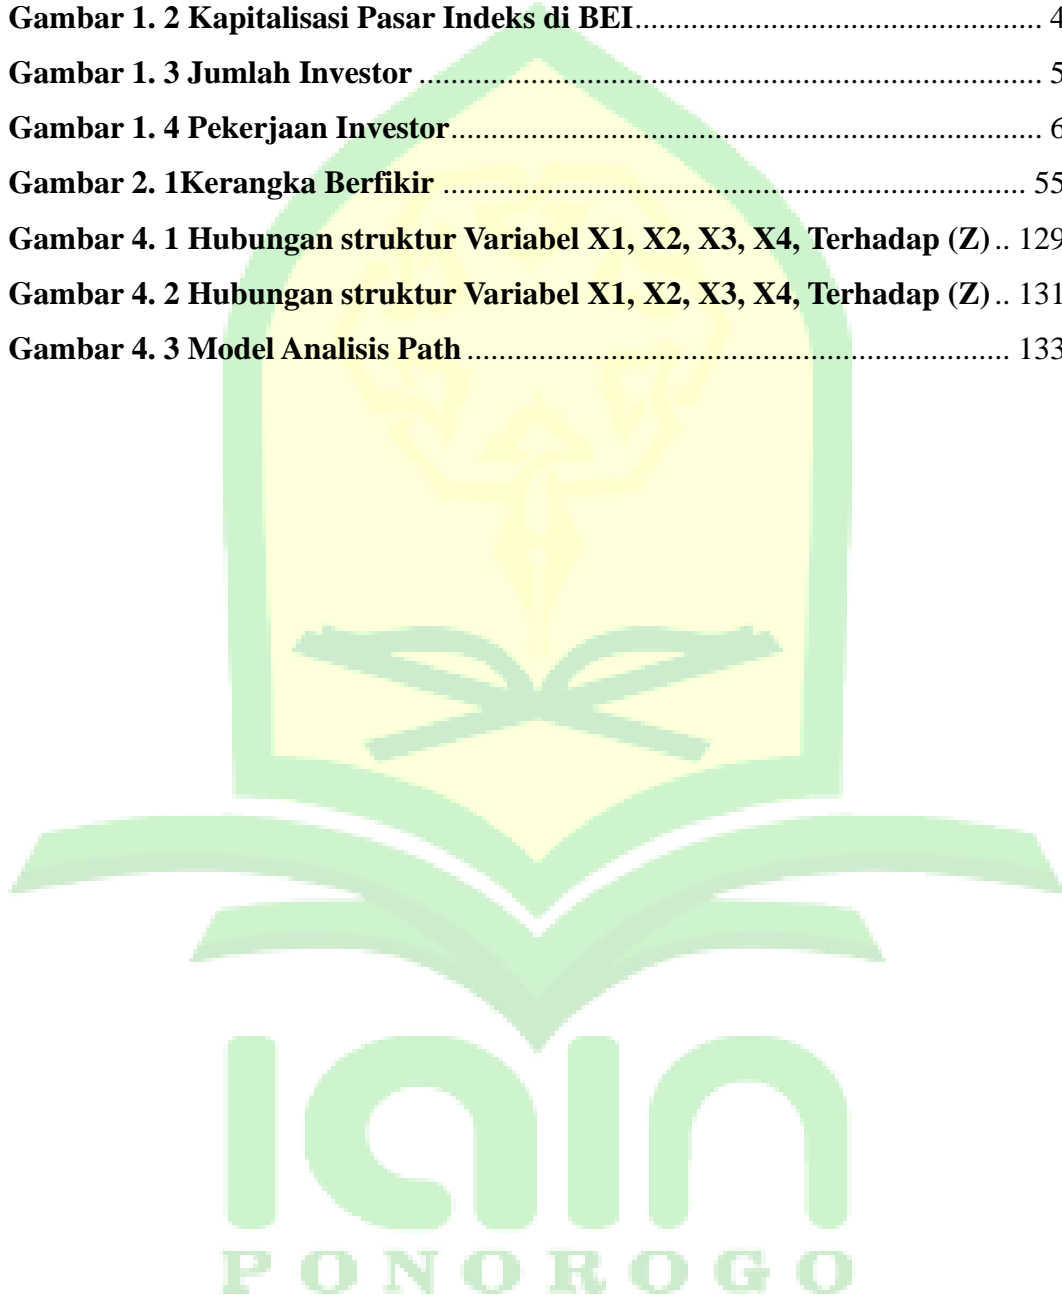 Gambar 1. 2 Kapitalisasi Pasar Indeks di BEI.................................................... 4
Gambar 1. 3 Jumlah Investor ............................................................................... 5
Gambar 1. 4 Pekerjaan Investor........................................................................... 6
Gambar 2. 1Kerangka Berfikir .......................................................................... 55
Gambar 4. 1 Hubungan struktur Variabel X1, X2, X3, X4, Terhadap (Z) .. 129
Gambar 4. 2 Hubungan struktur Variabel X1, X2, X3, X4, Terhadap (Z) .. 131
Gambar 4. 3 Model Analisis Path ..................................................................... 133
iain
PONOROGO